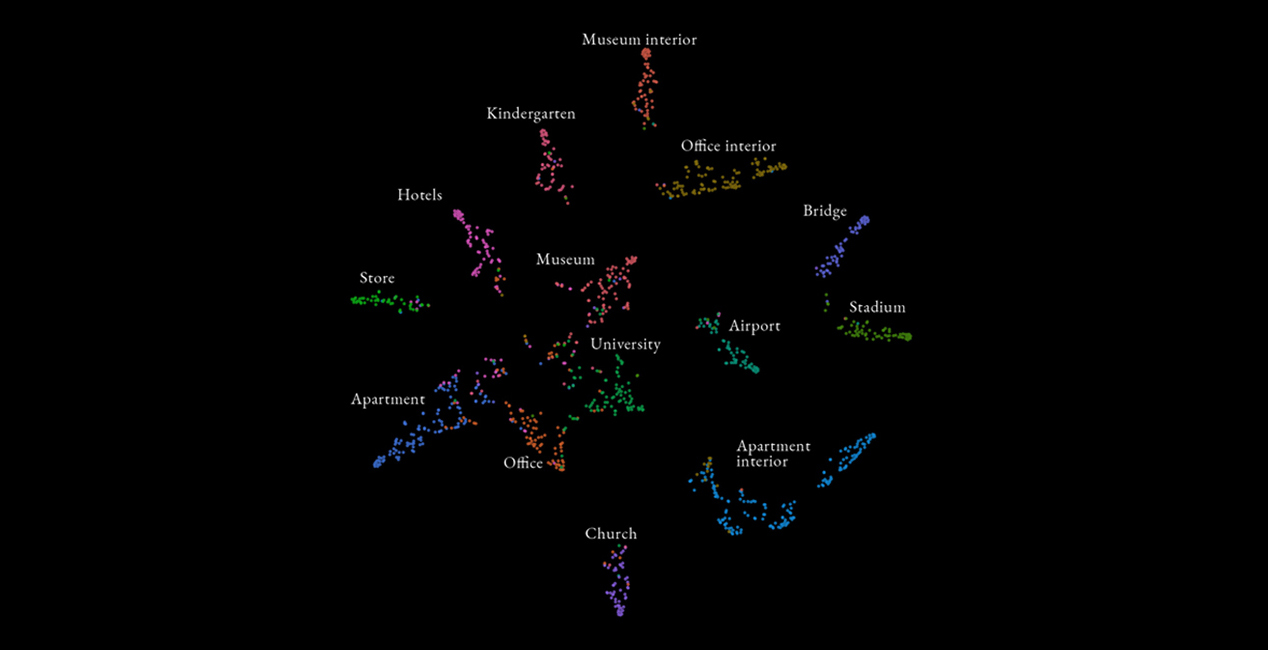 Museum interior
Kindergarten
Office interior
Hotels
Bridge
Museum
Store
Stadium
Airport
University
Apartment
Apartment
interior
Office
Church